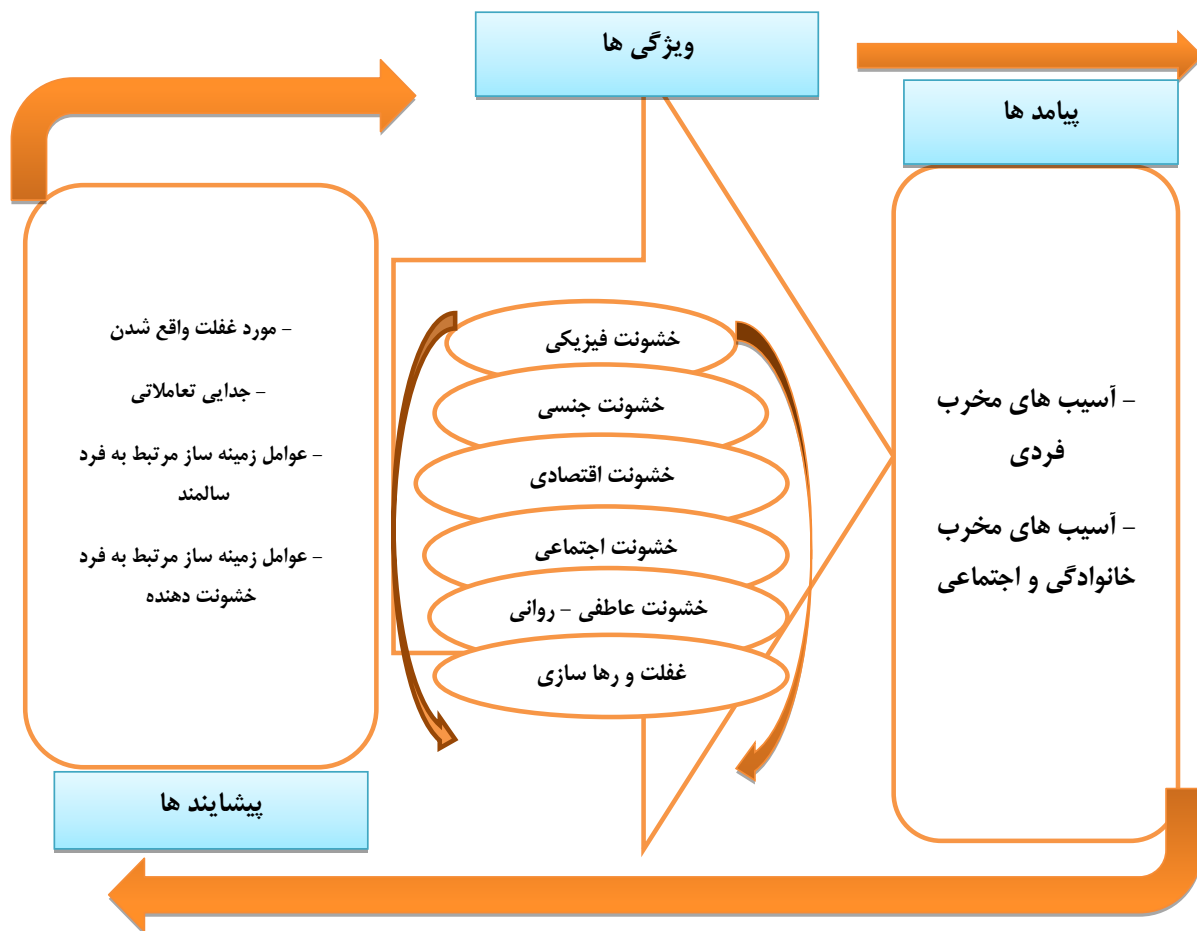 ویژگی ها
پیامد ها
- مورد غفلت واقع شدن
- جدایی تعاملاتی
- عوامل زمینه ساز مرتبط به فرد
سالمند
- عوامل زمینه ساز مرتبط به فرد
خشونت دهنده
پیشایند ها
خشونت فیزیکی
خشونت جنسی
خشونت اقتصادی
خشونت اجتماعی
خشونت عاطفی - روانی
غفلت و رها سازی
- آسیب های مخرب
فردی
- آسیب های مخرب
خانوادگی و اجتماعی